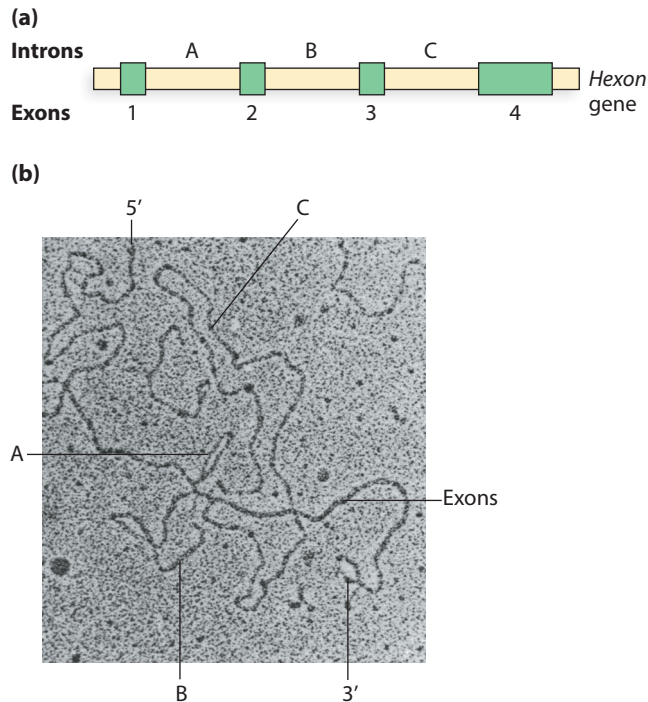 (a)
Introns A B C
Hexon
gene
Exons 1 2 3 4
(b)
5′ C
A
Exons
B 3′